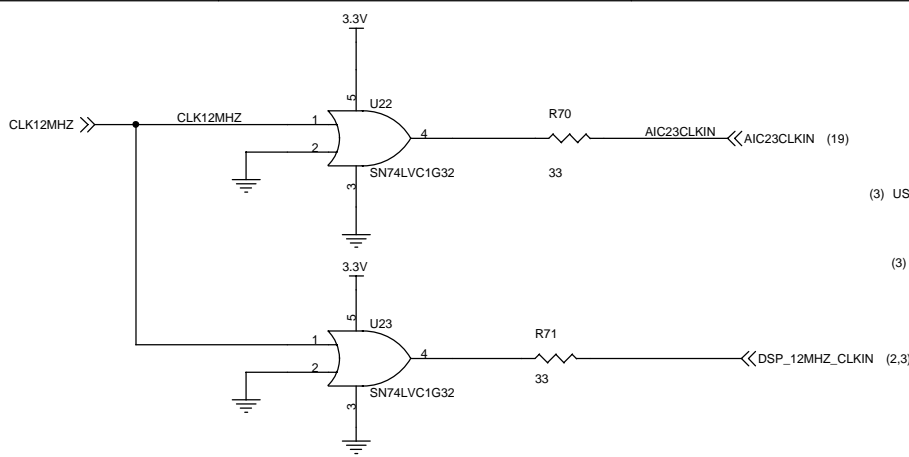 3.3V
5
U22
CLK12MHZ
CLK12MHZ
1
2
4
R70
33
AIC23CLKIN
AIC23CLKIN (19)
SN74LVC1G32
3
(3) US
(3)
3.3V
5
U23
1
2
4
R71
33
DSP_12MHZ_CLKIN (2,3)
SN74LVC1G32
3